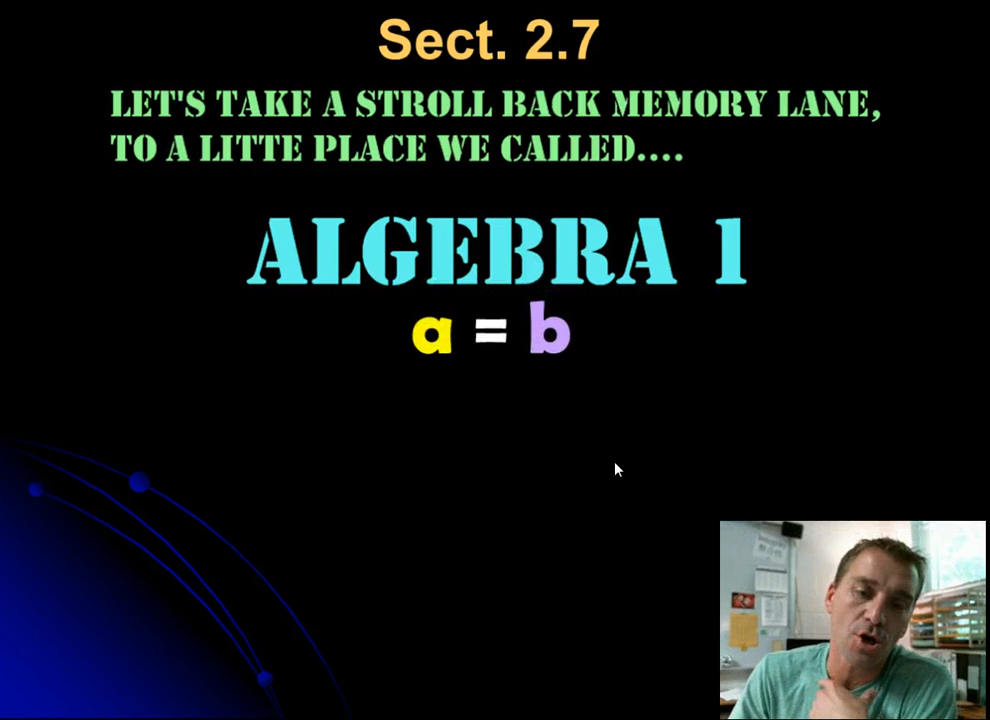 Sect. 2.7
LET'S TAKE A STROLL BACK MEMORY LANE,
TO A LITTE PLACE WE CALLED....
ALGEBRA 1
a = b